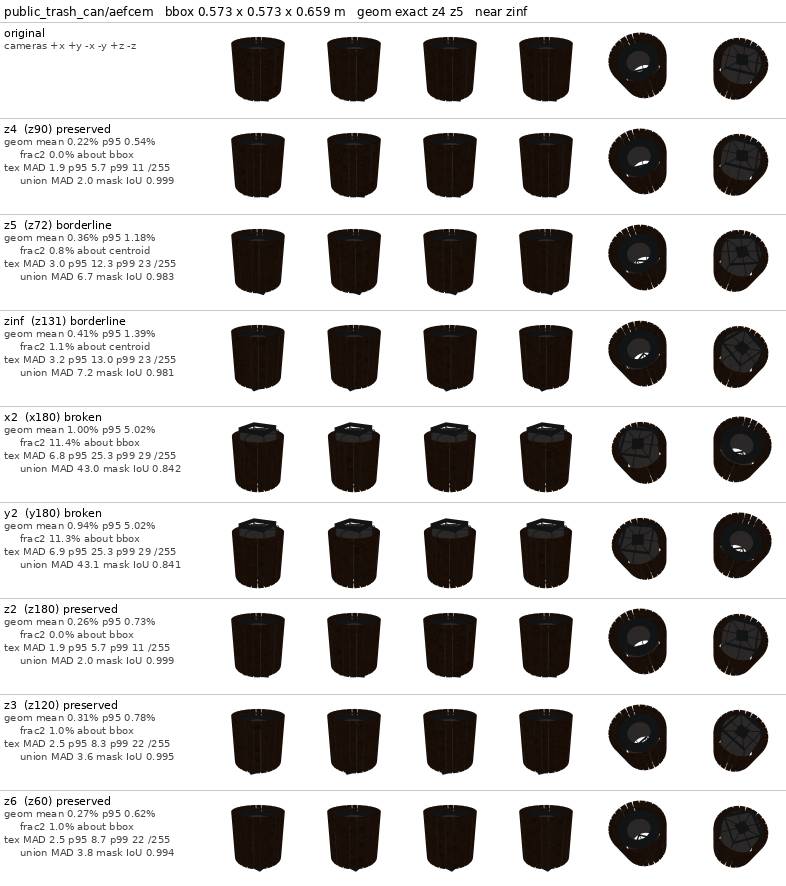 public_trash_can/aefcem   bbox 0.573 x 0.573 x 0.659 m   geom exact z4 z5   near zinf
original
cameras +x +y -x -y +z -z
z4  (z90) preserved
geom mean 0.22% p95 0.54%
frac2 0.0% about bbox
tex MAD 1.9 p95 5.7 p99 11 /255
union MAD 2.0 mask IoU 0.999
z5  (z72) borderline
geom mean 0.36% p95 1.18%
frac2 0.8% about centroid
tex MAD 3.0 p95 12.3 p99 23 /255
union MAD 6.7 mask IoU 0.983
zinf  (z131) borderline
geom mean 0.41% p95 1.39%
frac2 1.1% about centroid
tex MAD 3.2 p95 13.0 p99 23 /255
union MAD 7.2 mask IoU 0.981
x2  (x180) broken
geom mean 1.00% p95 5.02%
frac2 11.4% about bbox
tex MAD 6.8 p95 25.3 p99 29 /255
union MAD 43.0 mask IoU 0.842
y2  (y180) broken
geom mean 0.94% p95 5.02%
frac2 11.3% about bbox
tex MAD 6.9 p95 25.3 p99 29 /255
union MAD 43.1 mask IoU 0.841
z2  (z180) preserved
geom mean 0.26% p95 0.73%
frac2 0.0% about bbox
tex MAD 1.9 p95 5.7 p99 11 /255
union MAD 2.0 mask IoU 0.999
z3  (z120) preserved
geom mean 0.31% p95 0.78%
frac2 1.0% about bbox
tex MAD 2.5 p95 8.3 p99 22 /255
union MAD 3.6 mask IoU 0.995
z6  (z60) preserved
geom mean 0.27% p95 0.62%
frac2 1.0% about bbox
tex MAD 2.5 p95 8.7 p99 22 /255
union MAD 3.8 mask IoU 0.994